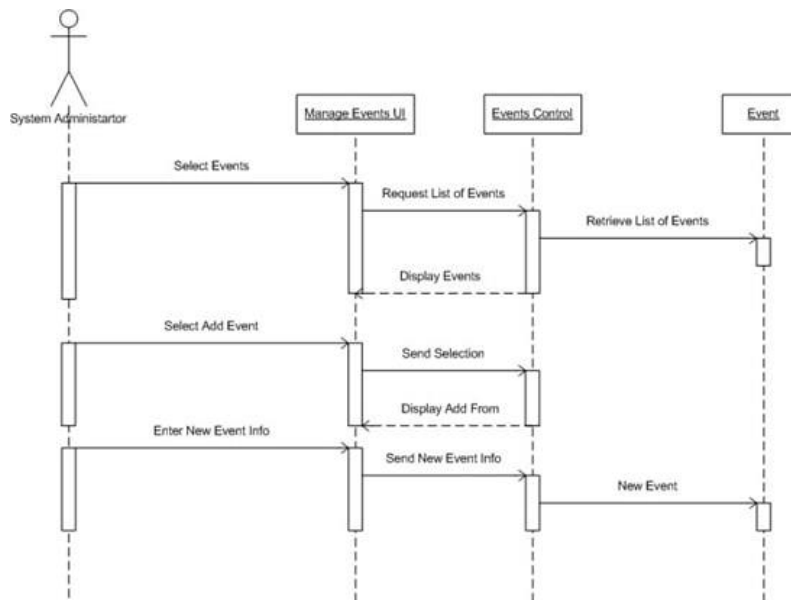 System Administartor
Manage Events UI
Events Control
Event
Select Events
Request List of Events
Retrieve List of Events
Display Events
Select Add Event
Send Selection
Display Add From
Enter New Event Info
Send New Event Info
New Event